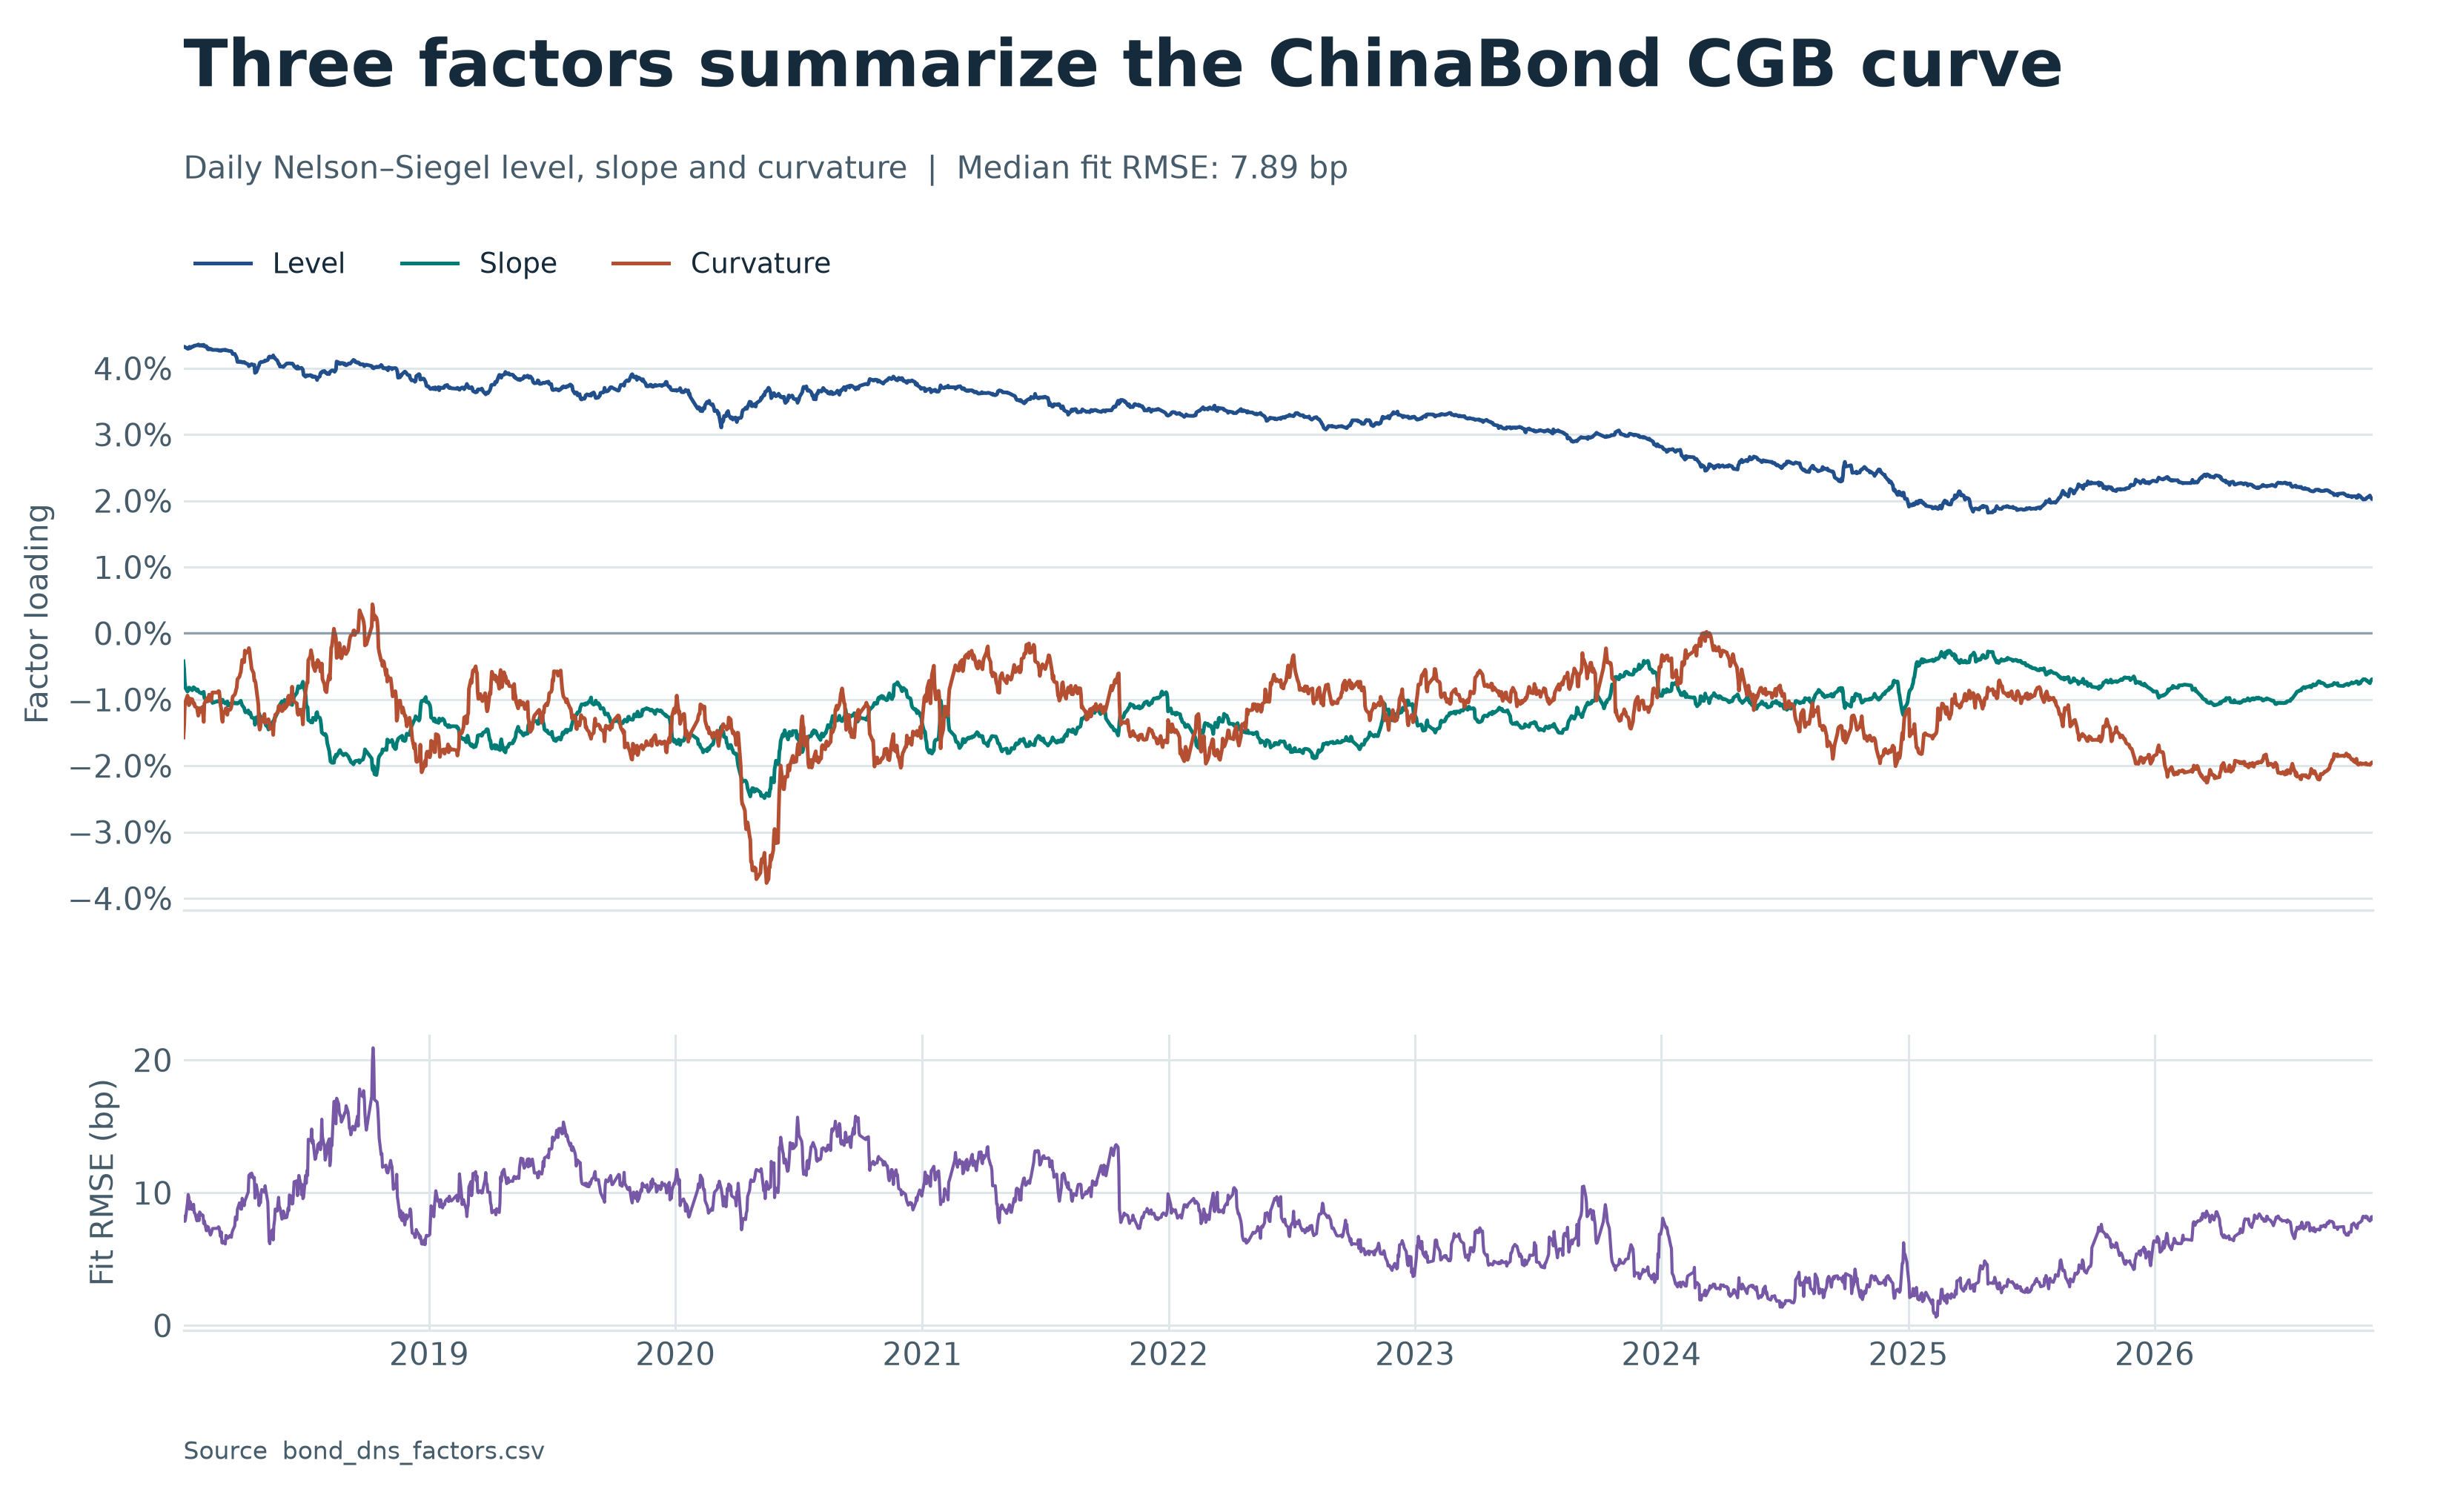 Three factors summarize the ChinaBond CGB curve
Daily Nelson–Siegel level, slope and curvature | Median fit RMSE: 7.89 bp
Level Slope Curvature
Factor loading
4.0%
3.0%
2.0%
1.0%
0.0%
−1.0%
−2.0%
−3.0%
−4.0%
Fit RMSE (bp)
20
10
0
2019 2020 2021 2022 2023 2024 2025 2026
Source bond_dns_factors.csv